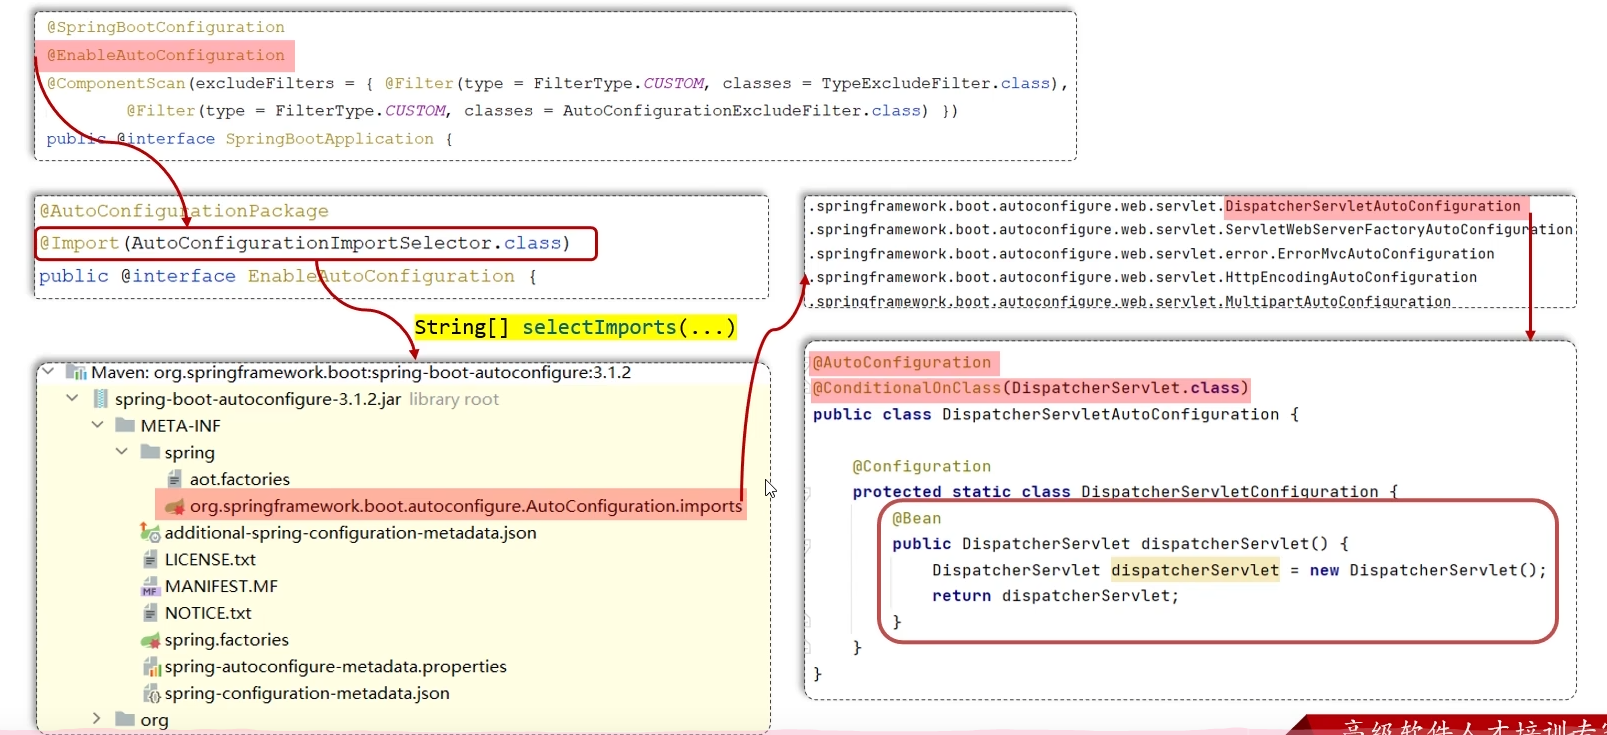 @SpringBootConfiguration
@EnableAutoConfiguration
@ComponentScan(excludeFilters = { @Filter(type = FilterType.CUSTOM, classes = TypeExcludeFilter.class),
@Filter(type = FilterType.CUSTOM, classes = AutoConfigurationExcludeFilter.class) })
public @interface SpringBootApplication {
@AutoConfigurationPackage
@Import(AutoConfigurationImportSelector.class)
public @interface EnableAutoConfiguration {
String[] selectImports(...)
Maven: org.springframework.boot:spring-boot-autoconfigure:3.1.2
spring-boot-autoconfigure-3.1.2.jar library root
META-INF
spring
aot.factories
org.springframework.boot.autoconfigure.AutoConfiguration.imports
additional-spring-configuration-metadata.json
LICENSE.txt
MANIFEST.MF
NOTICE.txt
spring.factories
spring-autoconfigure-metadata.properties
spring-configuration-metadata.json
org
.springframework.boot.autoconfigure.web.servlet.DispatcherServletAutoConfiguration
.springframework.boot.autoconfigure.web.servlet.ServletWebServerFactoryAutoConfiguration
.springframework.boot.autoconfigure.web.servlet.error.ErrorMvcAutoConfiguration
.springframework.boot.autoconfigure.web.servlet.HttpEncodingAutoConfiguration
.springframework.boot.autoconfigure.web.servlet.MultipartAutoConfiguration
@AutoConfiguration
@ConditionalOnClass(DispatcherServlet.class)
public class DispatcherServletAutoConfiguration {
@Configuration
protected static class DispatcherServletConfiguration {
@Bean
public DispatcherServlet dispatcherServlet() {
DispatcherServlet dispatcherServlet = new DispatcherServlet();
return dispatcherServlet;
}
}
}
高级软件人才培训专